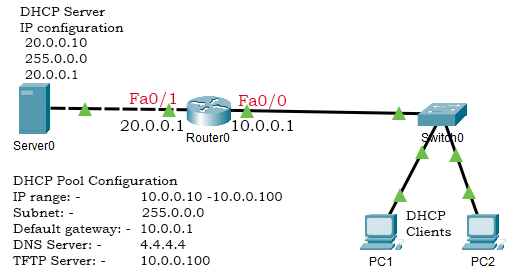 DHCP Server
IP configuration
20.0.0.10
255.0.0.0
20.0.0.1
Fa0/1
Fa0/0
20.0.0.1
10.0.0.1
Server0
Router0
Switch0
DHCP Pool Configuration
IP range: - 10.0.0.10 -10.0.0.100
Subnet: - 255.0.0.0
Default gateway: - 10.0.0.1
DNS Server: - 4.4.4.4
TFTP Server: - 10.0.0.100
DHCP
Clients
PC1
PC2